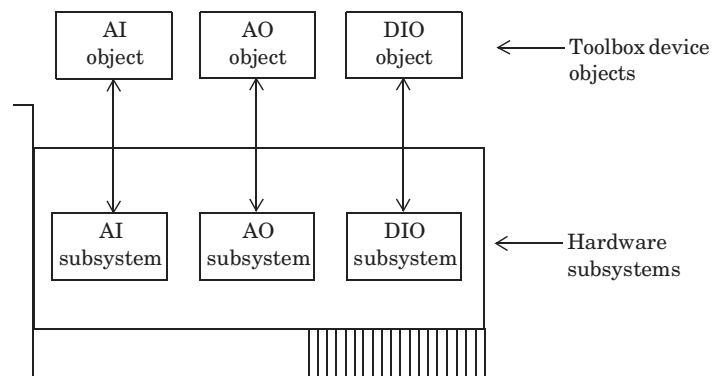 AI
object
AO
object
DIO
object
Toolbox device
objects
AI
subsystem
AO
subsystem
DIO
subsystem
Hardware
subsystems